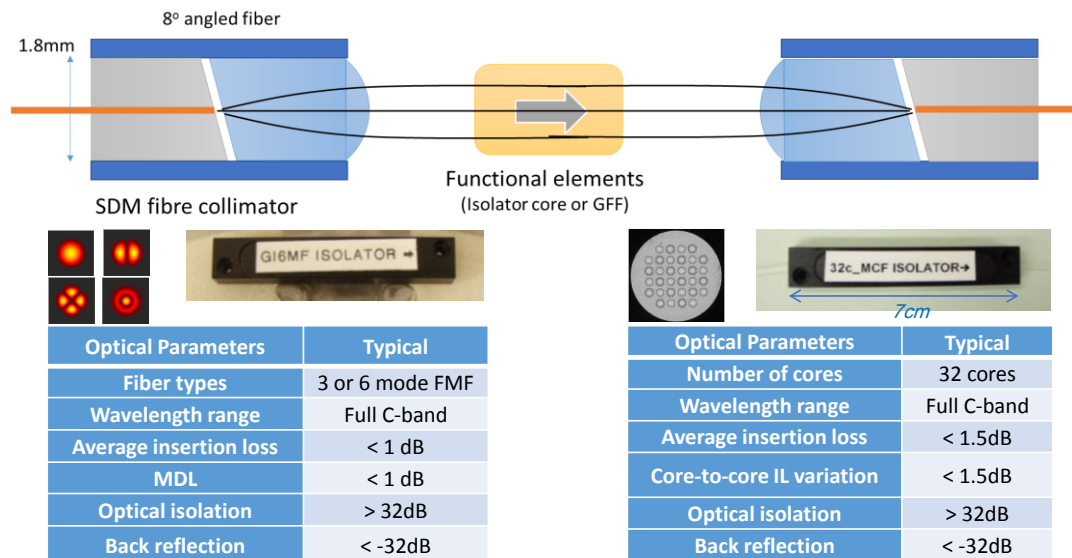 8° angled fiber
1.8mm
Functional elements
(Isolator core or GFF)
SDM fibre collimator
GI6MF ISOLATOR →
32c_MCF ISOLATOR→
7cm
Optical Parameters Typical
Fiber types 3 or 6 mode FMF
Wavelength range Full C-band
Average insertion loss < 1 dB
MDL < 1 dB
Optical isolation > 32dB
Back reflection < -32dB
Optical Parameters Typical
Number of cores 32 cores
Wavelength range Full C-band
Average insertion loss < 1.5dB
Core-to-core IL variation < 1.5dB
Optical isolation > 32dB
Back reflection < -32dB